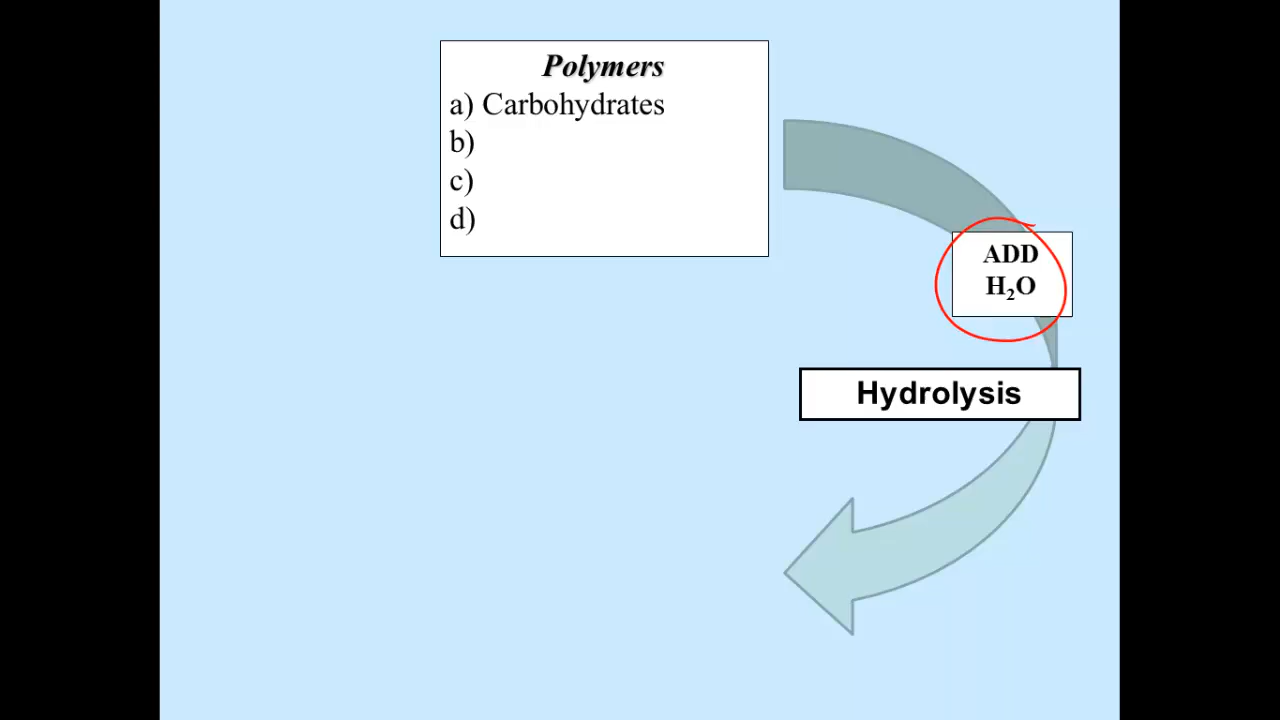 Polymers
a) Carbohydrates
b)
c)
d)
ADD
H₂O
Hydrolysis